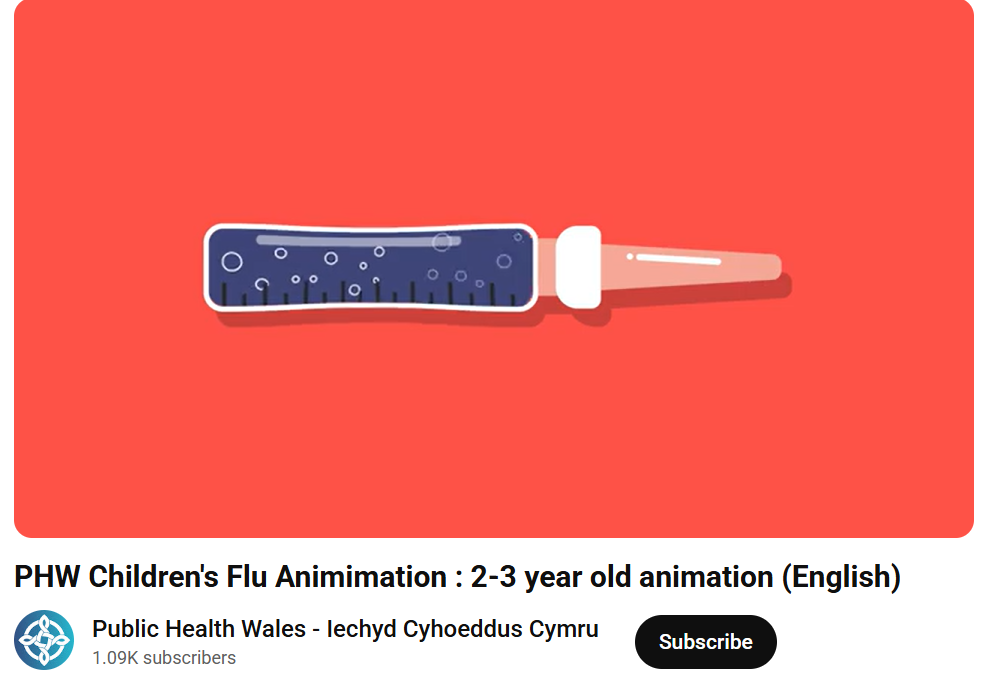 PHW Children's Flu Animimation : 2-3 year old animation (English)
Public Health Wales - Iechyd Cyhoeddus Cymru
Subscribe
1.09K subscribers